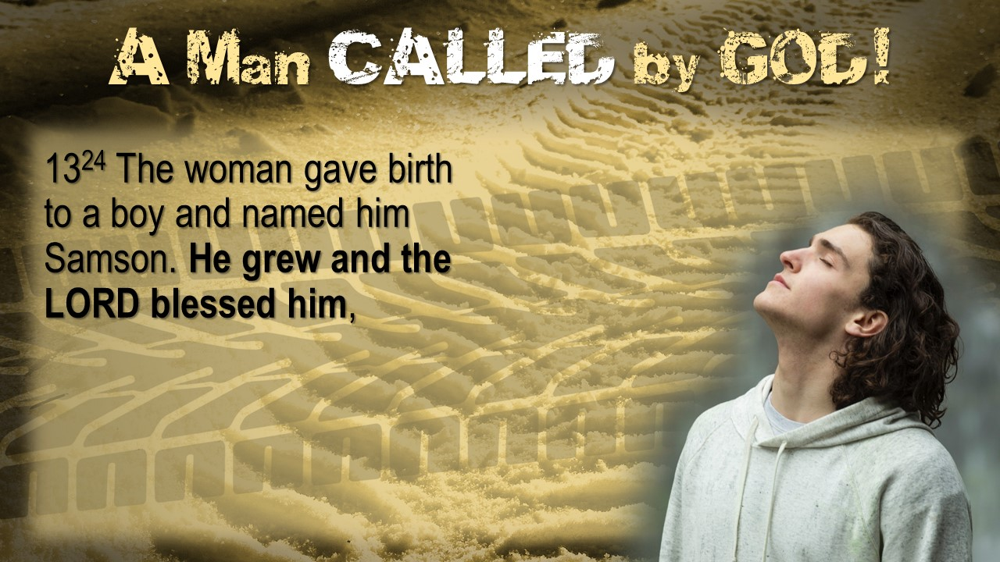 A Man CALLED by GOD!
13²⁴ The woman gave birth
to a boy and named him
Samson. He grew and the
LORD blessed him,